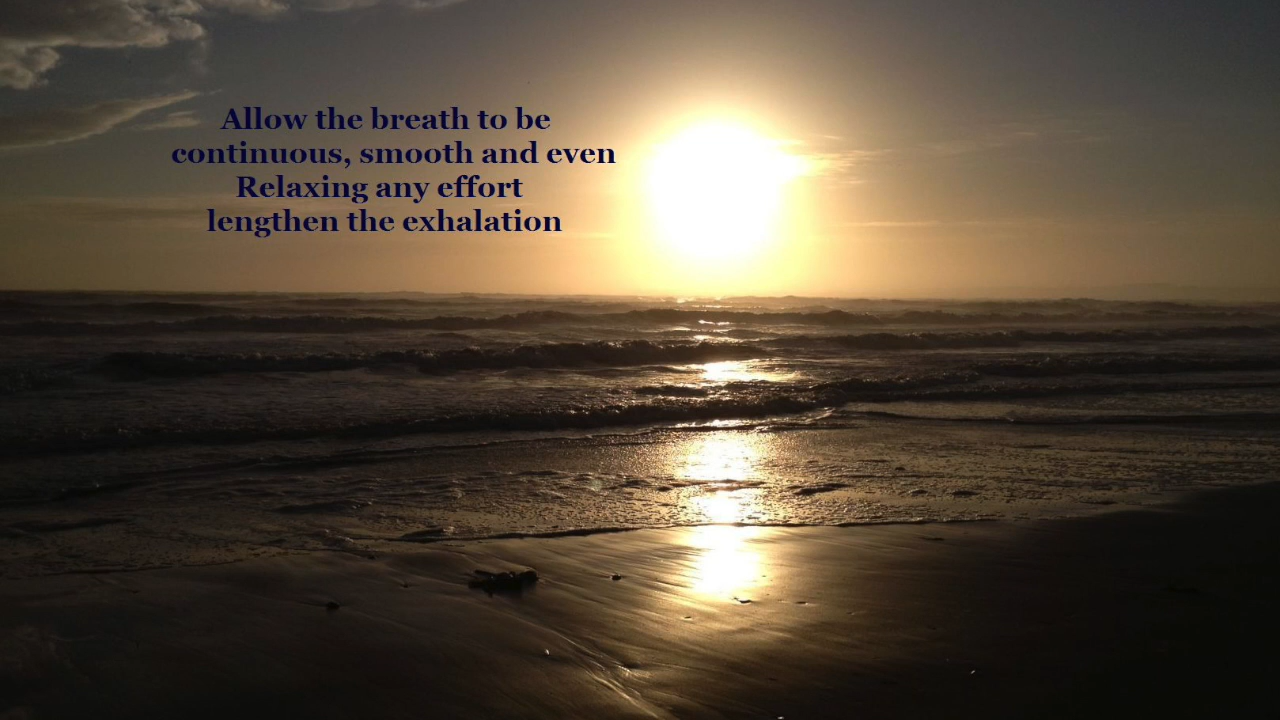 Allow the breath to be
continuous, smooth and even
Relaxing any effort
lengthen the exhalation